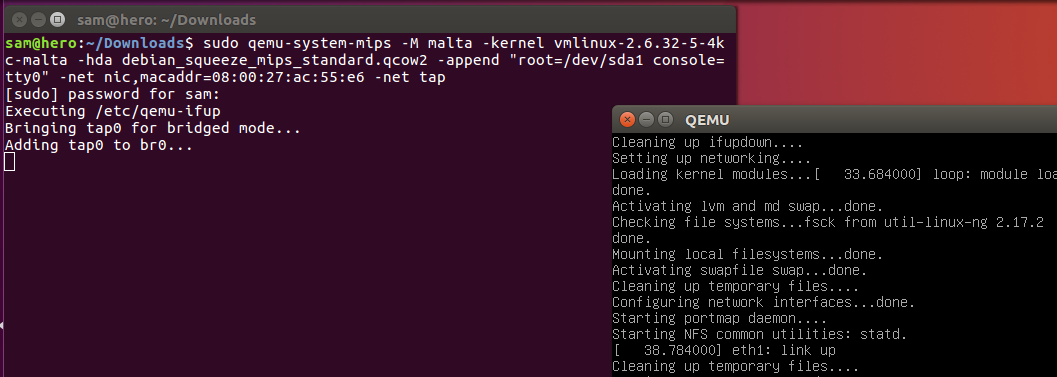 sam@hero: ~/Downloads
sam@hero:~/Downloads$ sudo qemu-system-mips -M malta -kernel vmlinux-2.6.32-5-4k
c-malta -hda debian_squeeze_mips_standard.qcow2 -append "root=/dev/sda1 console=
tty0" -net nic,macaddr=08:00:27:ac:55:e6 -net tap
[sudo] password for sam:
Executing /etc/qemu-ifup
Bringing tap0 for bridged mode...
Adding tap0 to br0...
QEMU
Cleaning up ifupdown....
Setting up networking....
Loading kernel modules...[   33.684000] loop: module loa
done.
Activating lvm and md swap...done.
Checking file systems...fsck from util-linux-ng 2.17.2
done.
Mounting local filesystems...done.
Activating swapfile swap...done.
Cleaning up temporary files....
Configuring network interfaces...done.
Starting portmap daemon....
Starting NFS common utilities: statd.
[   38.784000] eth1: link up
Cleaning up temporary files....